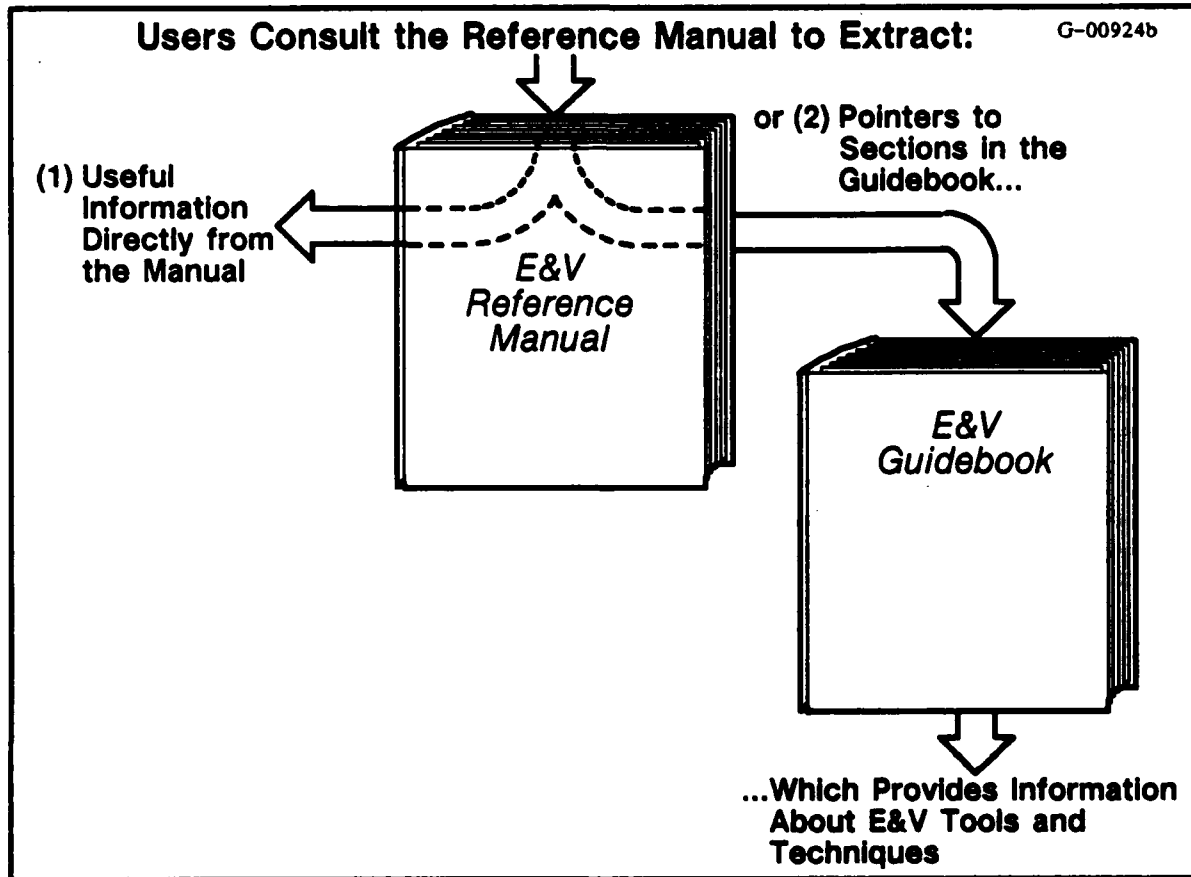 Users Consult the Reference Manual to Extract:
G-00924b
(1) Useful
Information
Directly from
the Manual
or (2) Pointers to
Sections in the
Guidebook...
E&V
Reference
Manual
E&V
Guidebook
...Which Provides Information
About E&V Tools and
Techniques